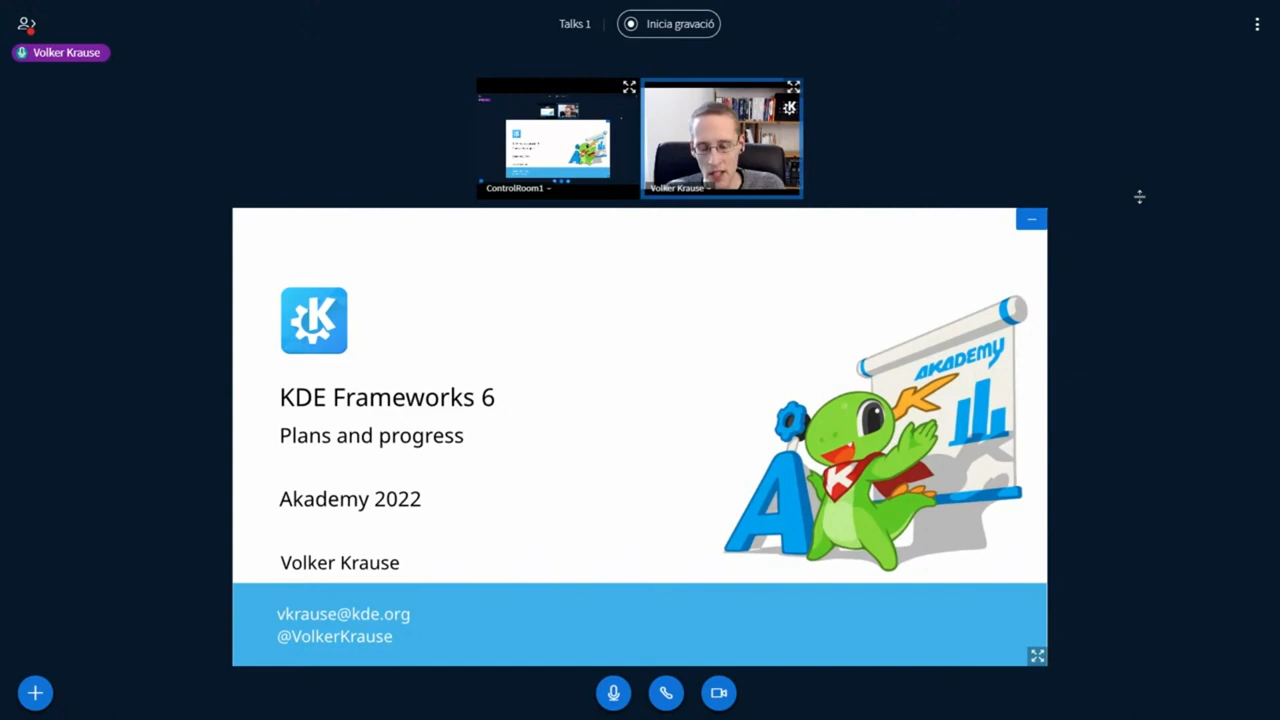 Talks 1
Inicia gravació
Volker Krause
ControlRoom1
Volker Krause
KDE Frameworks 6
Plans and progress
AKADEMY
Akademy 2022
Volker Krause
vkrause@kde.org
@VolkerKrause